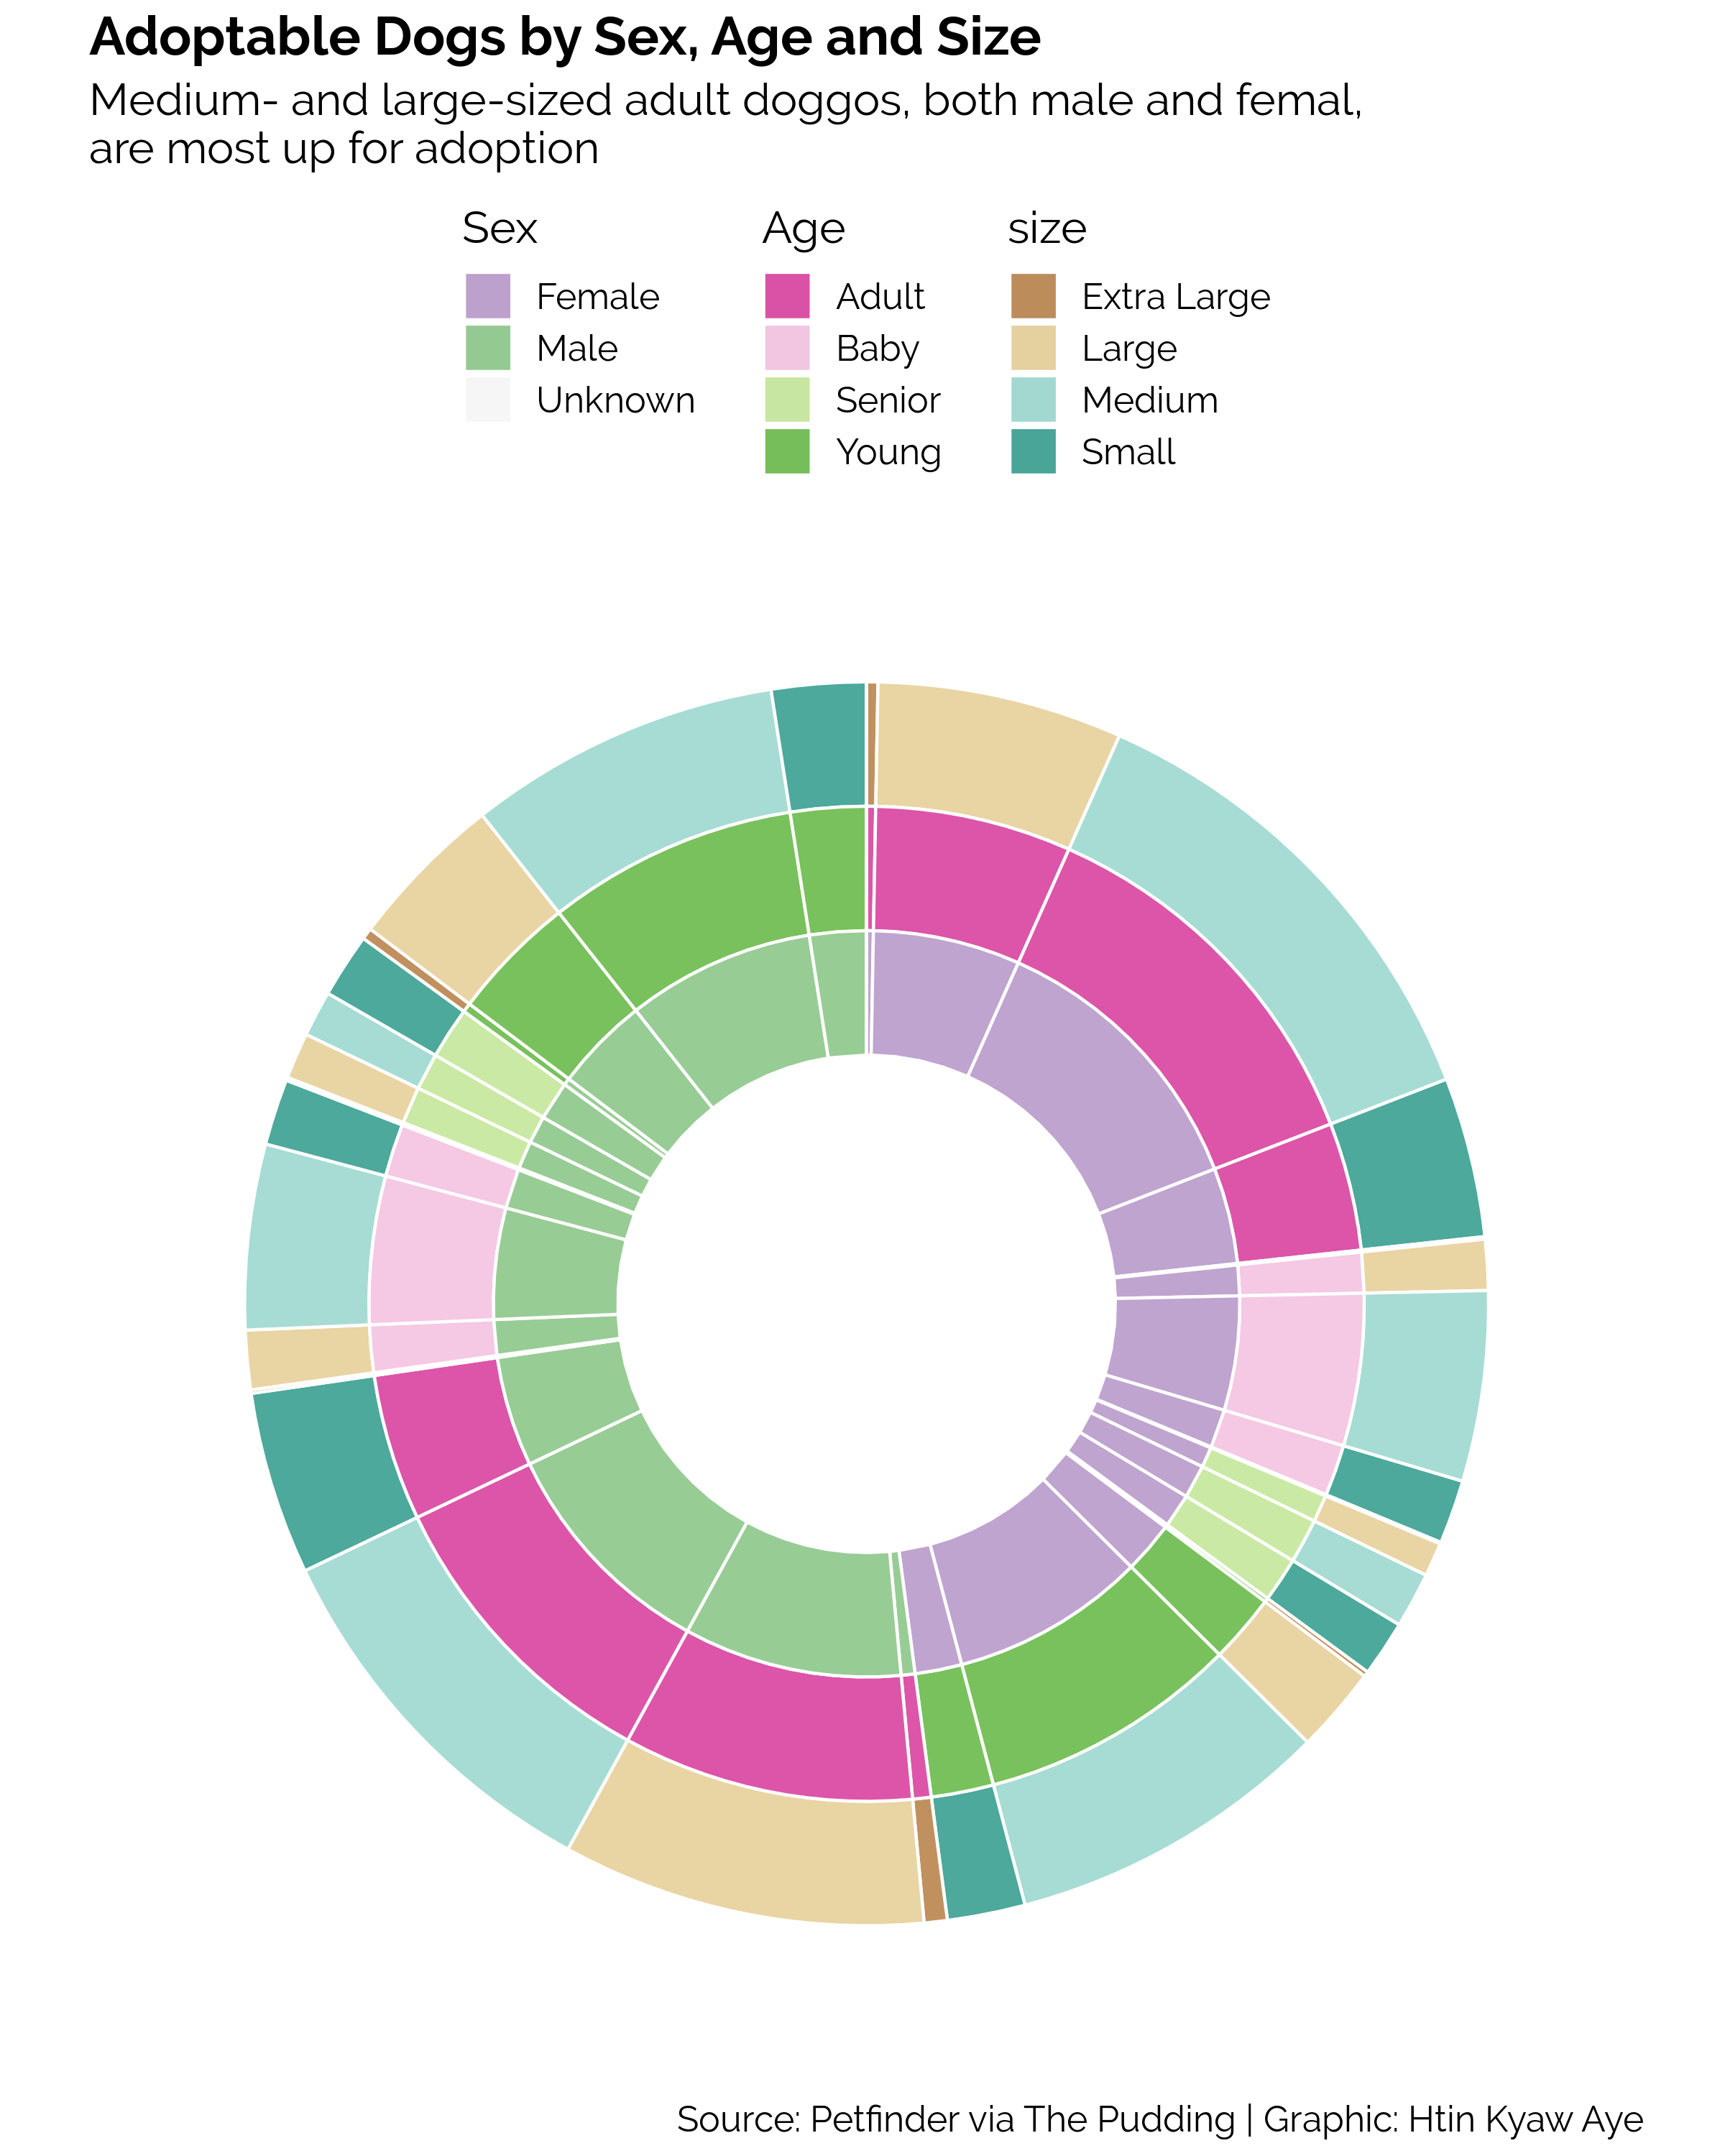 Adoptable Dogs by Sex, Age and Size
Medium- and large-sized adult doggos, both male and femal,
are most up for adoption
Sex
Female
Male
Unknown
Age
Adult
Baby
Senior
Young
size
Extra Large
Large
Medium
Small
Source: Petfinder via The Pudding | Graphic: Htin Kyaw Aye